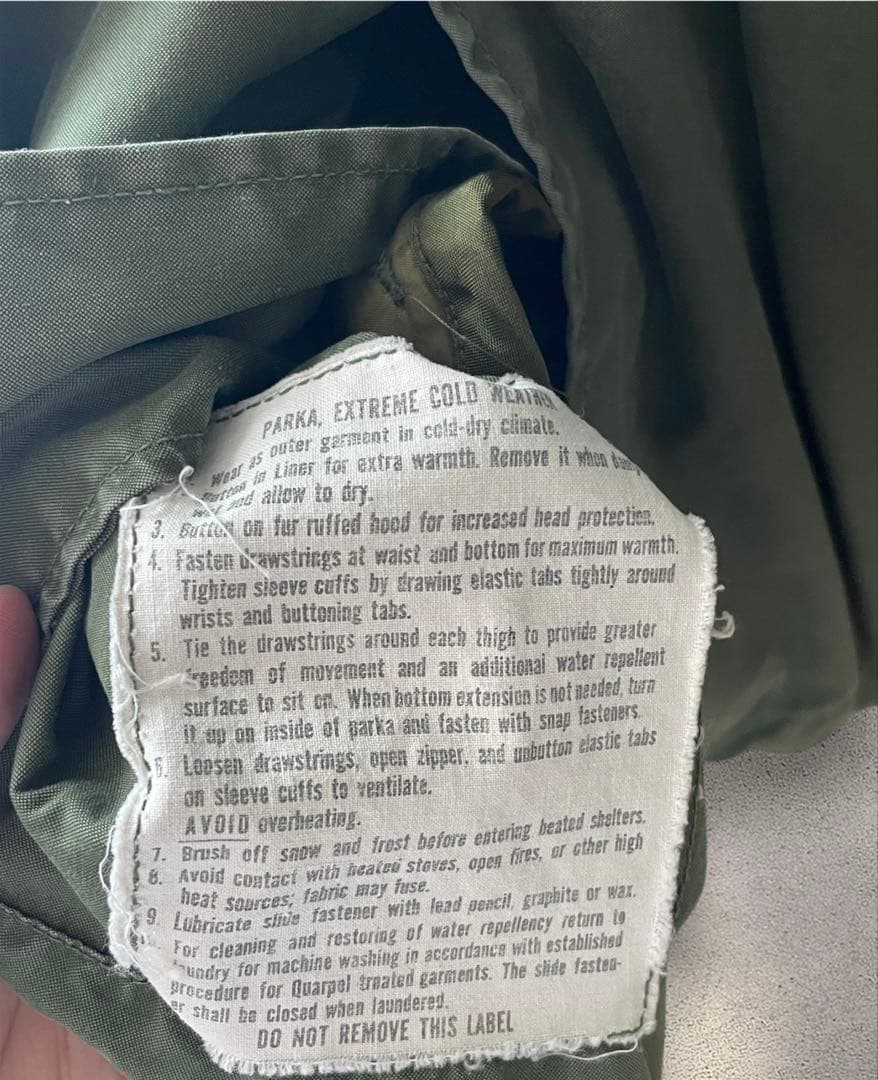 PARKA, EXTREME COLD WEATHER
Wear as outer garment in cold-dry climate.
Button in Liner for extra warmth. Remove it when
and allow to dry.
3. Button on fur ruffed hood for increased head protection.
4. Fasten drawstrings at waist and bottom for maximum warmth.
Tighten sleeve cuffs by drawing elastic tabs tightly around
wrists and buttoning tabs.
5. Tie the drawstrings around each thigh to provide greater
freedom of movement and an additional water repellent
surface to sit on. When bottom extension is not needed, turn
it up on inside of parka and fasten with snap fasteners.
6. Loosen drawstrings, open zipper, and unbutton elastic tabs
on sleeve cuffs to ventilate.
AVOID overheating.
7. Brush off snow and frost before entering heated shelters.
8. Avoid contact with heated stoves, open fires, or other high
heat sources; fabric may fuse.
9. Lubricate slide fastener with lead pencil, graphite or wax.
For cleaning and restoring of water repellency return to
laundry for machine washing in accordance with established
procedure for Quarpel treated garments. The slide fasten-
er shall be closed when laundered.
DO NOT REMOVE THIS LABEL